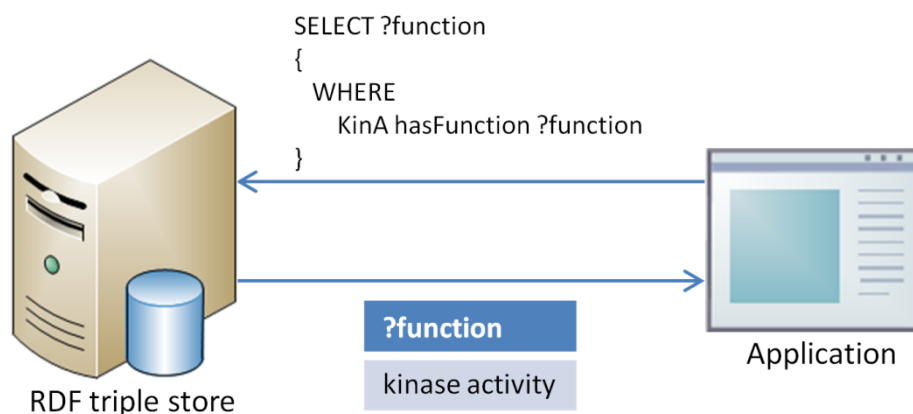 SELECT ?function
{
WHERE
KinA hasFunction ?function
}
?function
kinase activity
RDF triple store
Application